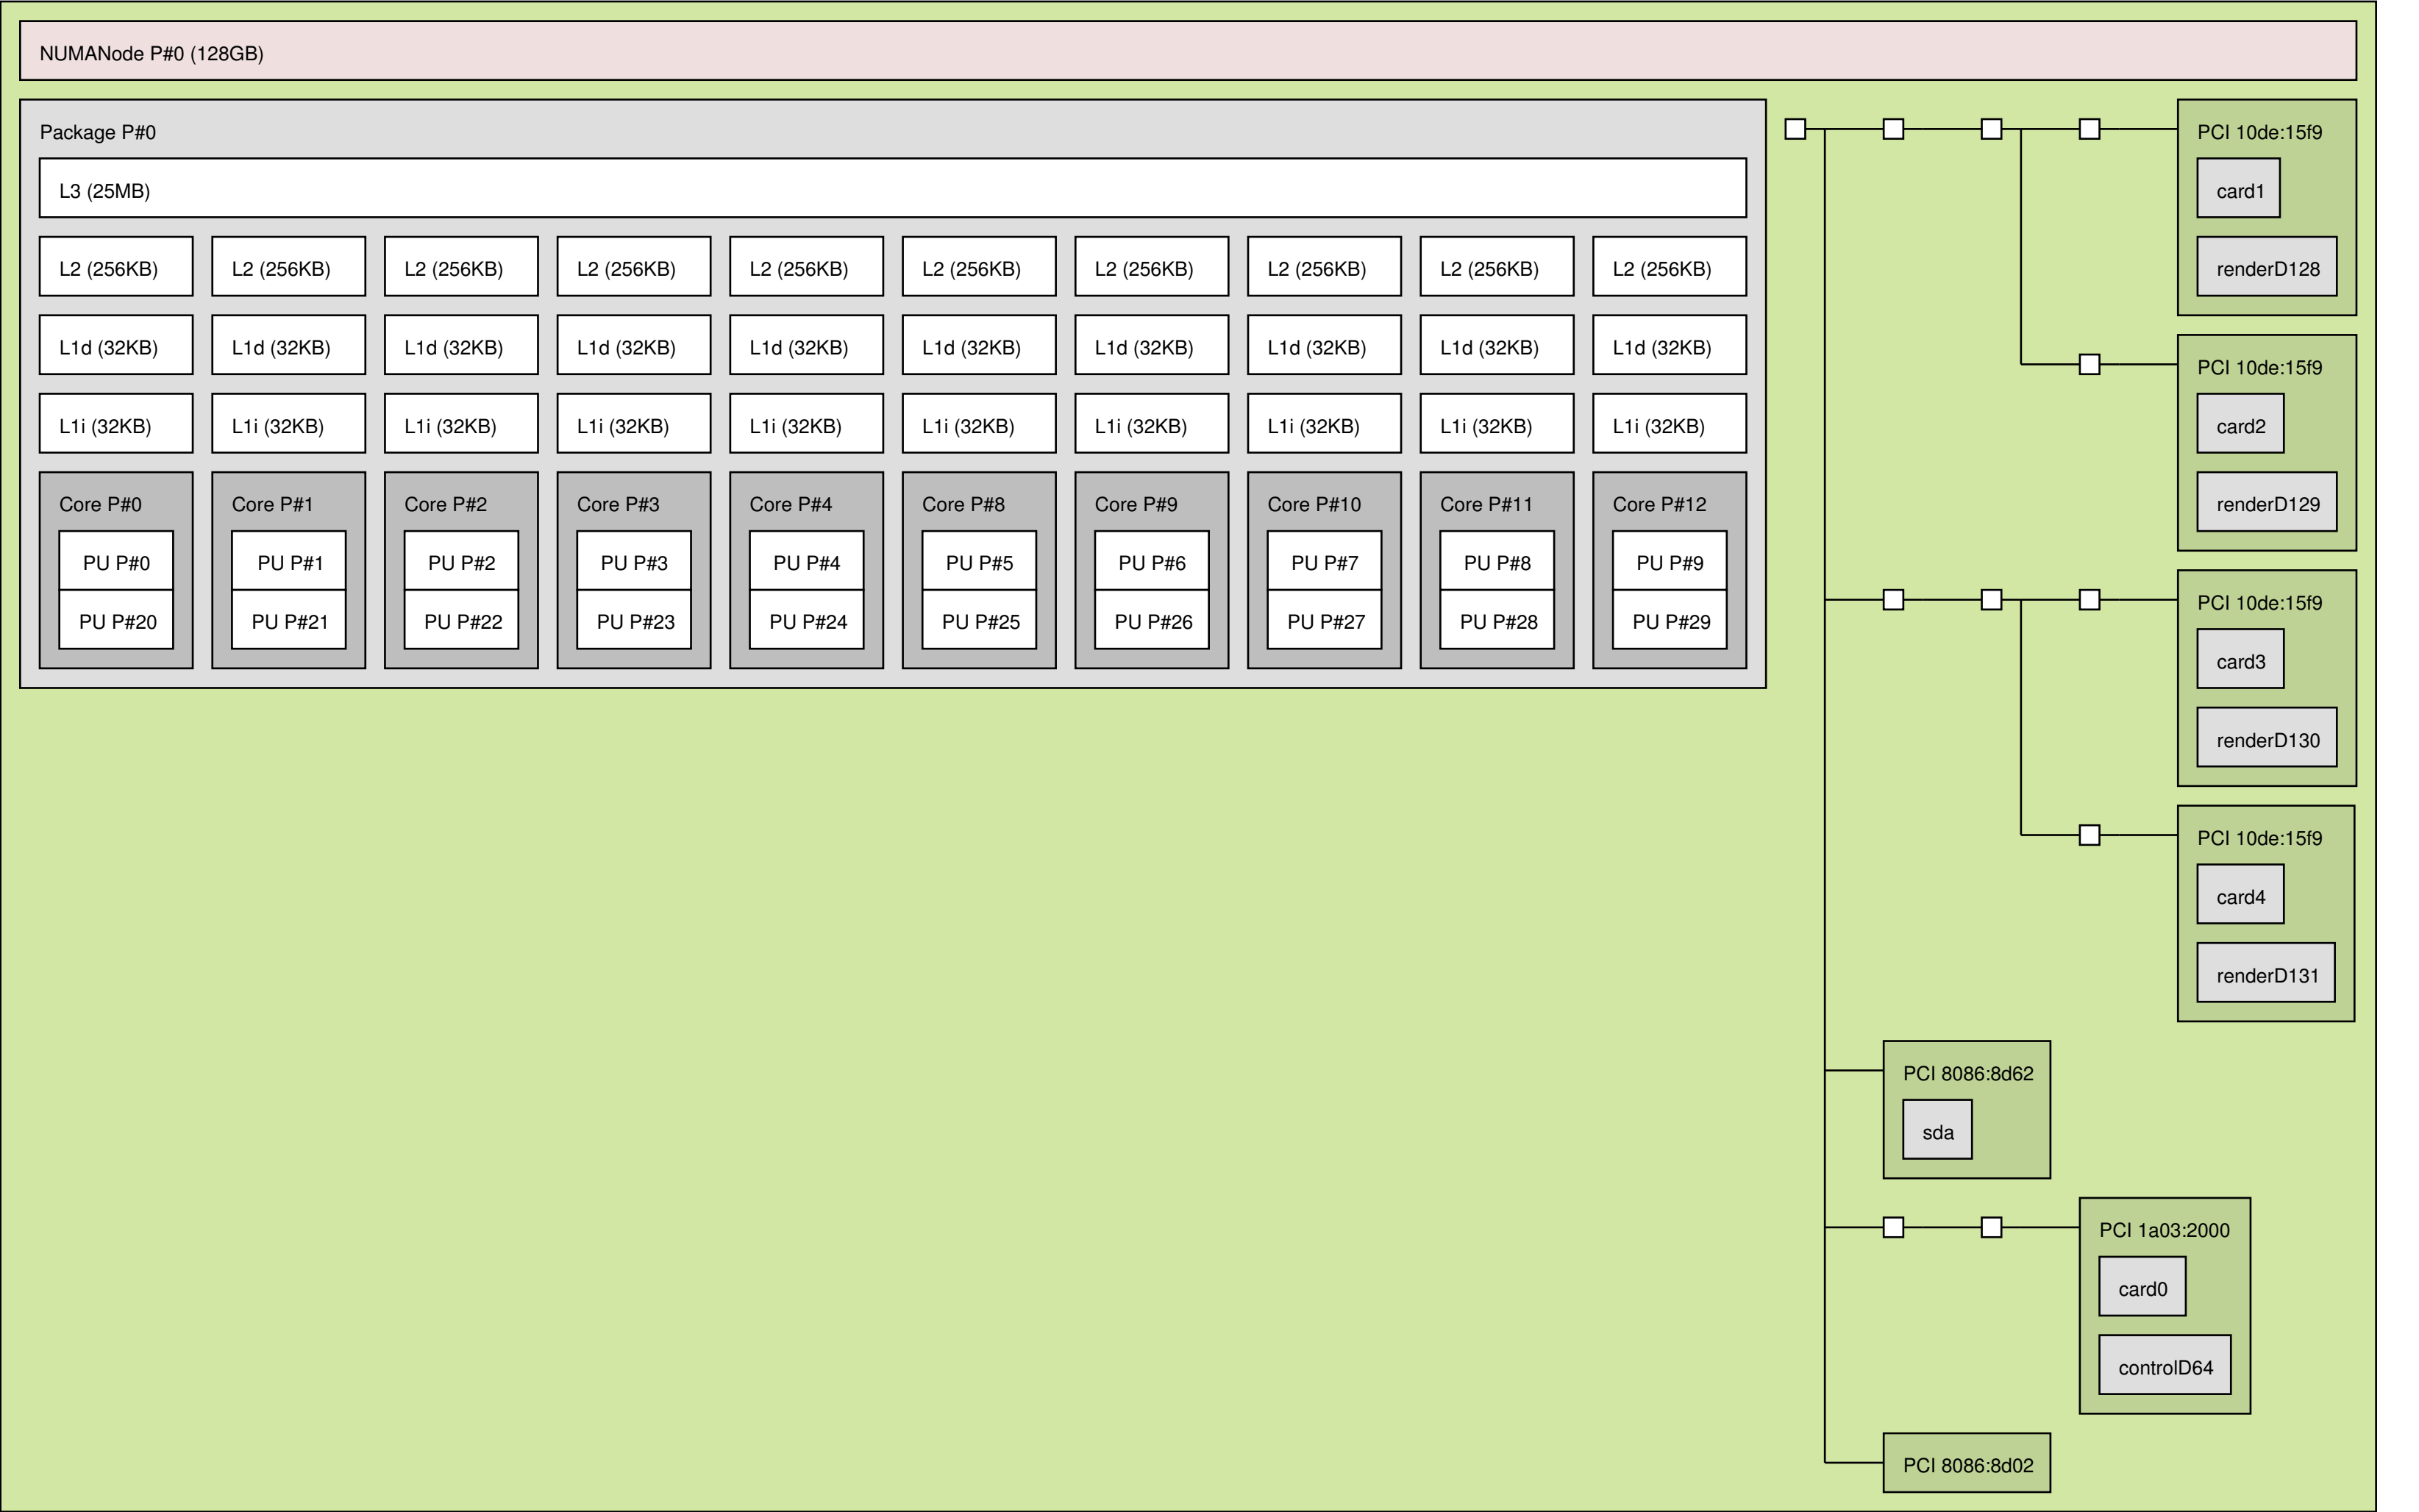 NUMANode P#0 (128GB)
Package P#0
L3 (25MB)
L2 (256KB) L2 (256KB) L2 (256KB) L2 (256KB) L2 (256KB) L2 (256KB) L2 (256KB) L2 (256KB) L2 (256KB) L2 (256KB)
L1d (32KB) L1d (32KB) L1d (32KB) L1d (32KB) L1d (32KB) L1d (32KB) L1d (32KB) L1d (32KB) L1d (32KB) L1d (32KB)
L1i (32KB) L1i (32KB) L1i (32KB) L1i (32KB) L1i (32KB) L1i (32KB) L1i (32KB) L1i (32KB) L1i (32KB) L1i (32KB)
Core P#0 Core P#1 Core P#2 Core P#3 Core P#4 Core P#8 Core P#9 Core P#10 Core P#11 Core P#12
PU P#0 PU P#1 PU P#2 PU P#3 PU P#4 PU P#5 PU P#6 PU P#7 PU P#8 PU P#9
PU P#20 PU P#21 PU P#22 PU P#23 PU P#24 PU P#25 PU P#26 PU P#27 PU P#28 PU P#29
PCI 10de:15f9
card1
renderD128
PCI 10de:15f9
card2
renderD129
PCI 10de:15f9
card3
renderD130
PCI 10de:15f9
card4
renderD131
PCI 8086:8d62
sda
PCI 1a03:2000
card0
controlD64
PCI 8086:8d02